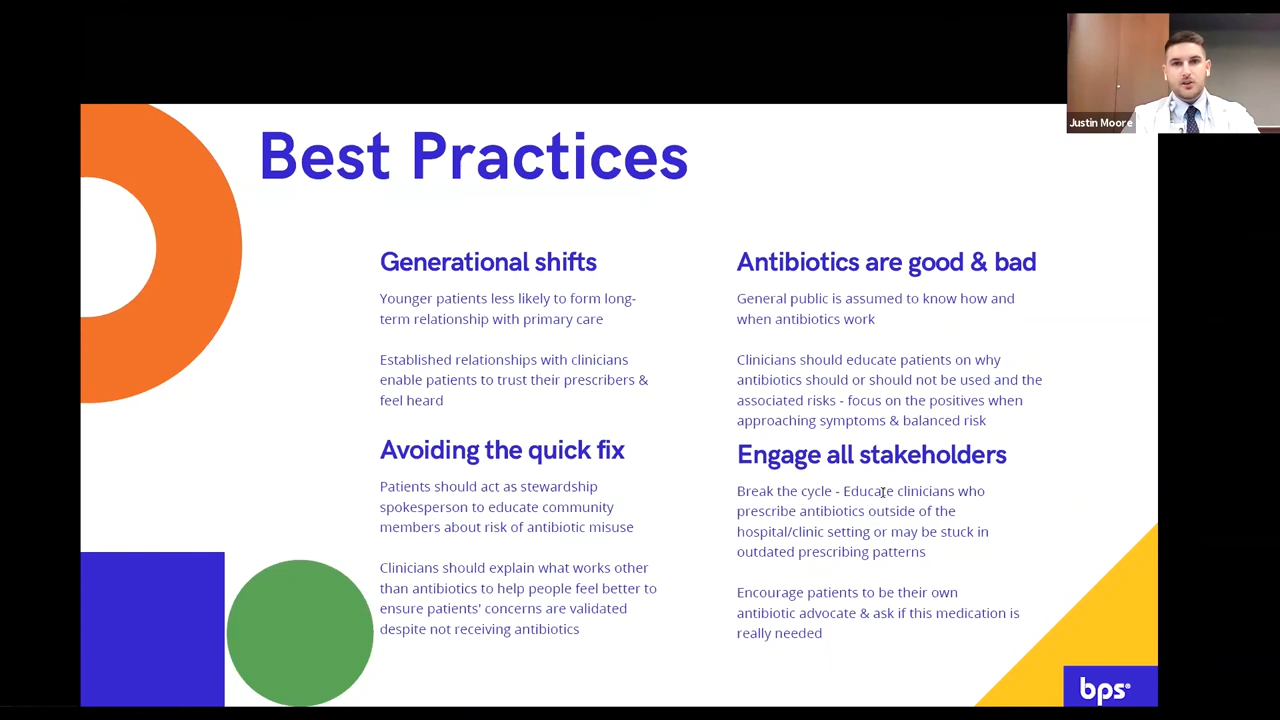 Justin Moore
Best Practices
Generational shifts
Younger patients less likely to form long-
term relationship with primary care
Established relationships with clinicians
enable patients to trust their prescribers &
feel heard
Avoiding the quick fix
Patients should act as stewardship
spokesperson to educate community
members about risk of antibiotic misuse
Clinicians should explain what works other
than antibiotics to help people feel better to
ensure patients' concerns are validated
despite not receiving antibiotics
Antibiotics are good & bad
General public is assumed to know how and
when antibiotics work
Clinicians should educate patients on why
antibiotics should or should not be used and the
associated risks - focus on the positives when
approaching symptoms & balanced risk
Engage all stakeholders
Break the cycle - Educate clinicians who
prescribe antibiotics outside of the
hospital/clinic setting or may be stuck in
outdated prescribing patterns
Encourage patients to be their own
antibiotic advocate & ask if this medication is
really needed
bps®